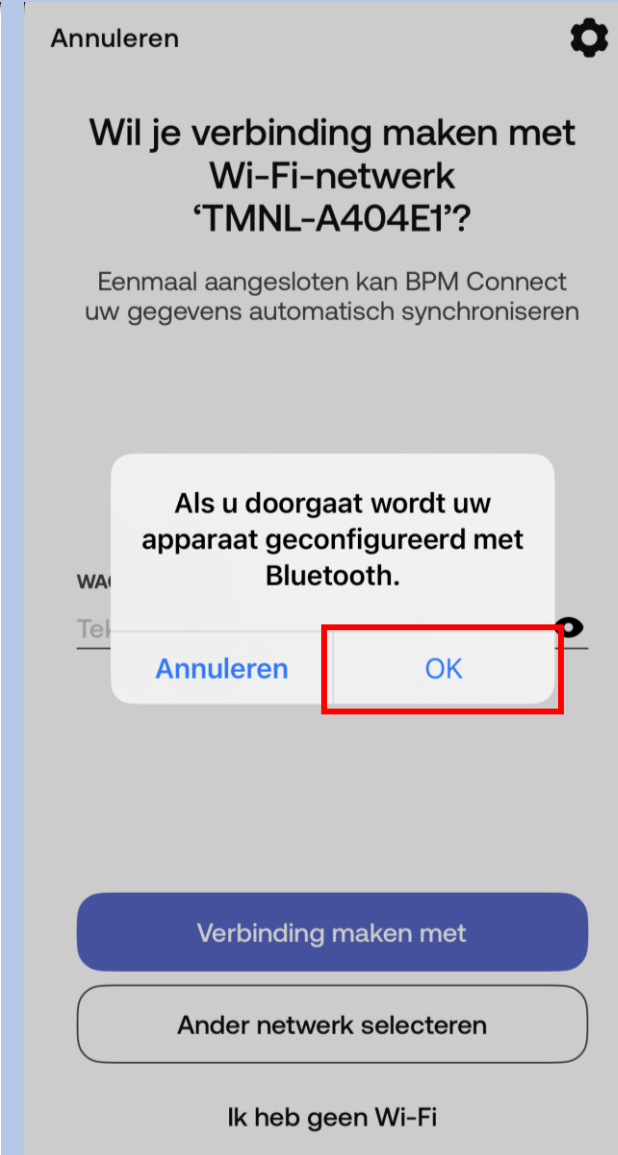 Annuleren
Wil je verbinding maken met
Wi-Fi-netwerk
‘TMNL-A404E1’?
Eenmaal aangesloten kan BPM Connect
uw gegevens automatisch synchroniseren
Als u doorgaat wordt uw
apparaat geconfigureerd met
Bluetooth.
Annuleren
OK
Verbinding maken met
Ander netwerk selecteren
Ik heb geen Wi-Fi